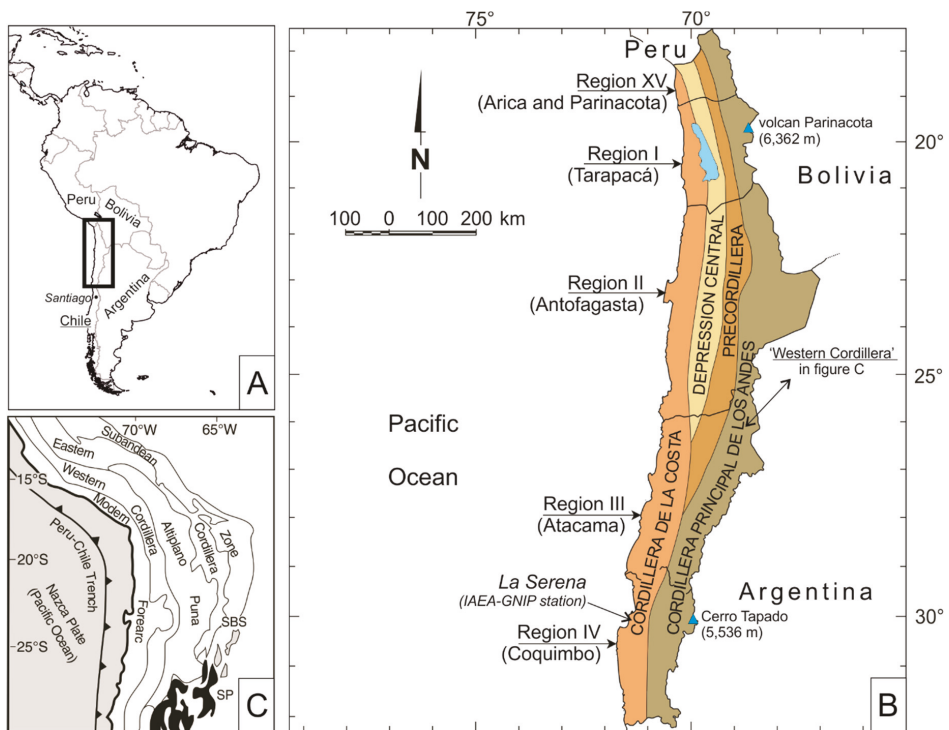 Peru
Bolivia
Argentina
Santiago
Chile
A
70°W
65°W
15°S
20°S
25°S
Subandean
Zone
Eastern
Cordillera
Western
Cordillera
Modern
Forearc
Altiplano
Puna
Peru-Chile Trench
Nazca Plate
(Pacific Ocean)
SBS
SP
C
75°
70°
20°
25°
30°
Peru
Region XV
(Arica and Parinacota)
volcan Parinacota
(6,362 m)
N
Region I
(Tarapacá)
Bolivia
100 0 100 200 km
Region II
(Antofagasta)
DEPRESSION CENTRAL
PRECORDILLERA
'Western Cordillera'
in figure C
Pacific
Ocean
CORDILLERA DE LA COSTA
CORDILLERA PRINCIPAL DE LOS ANDES
Region III
(Atacama)
La Serena
(IAEA-GNIP station)
Argentina
Cerro Tapado
(5,536 m)
Region IV
(Coquimbo)
B